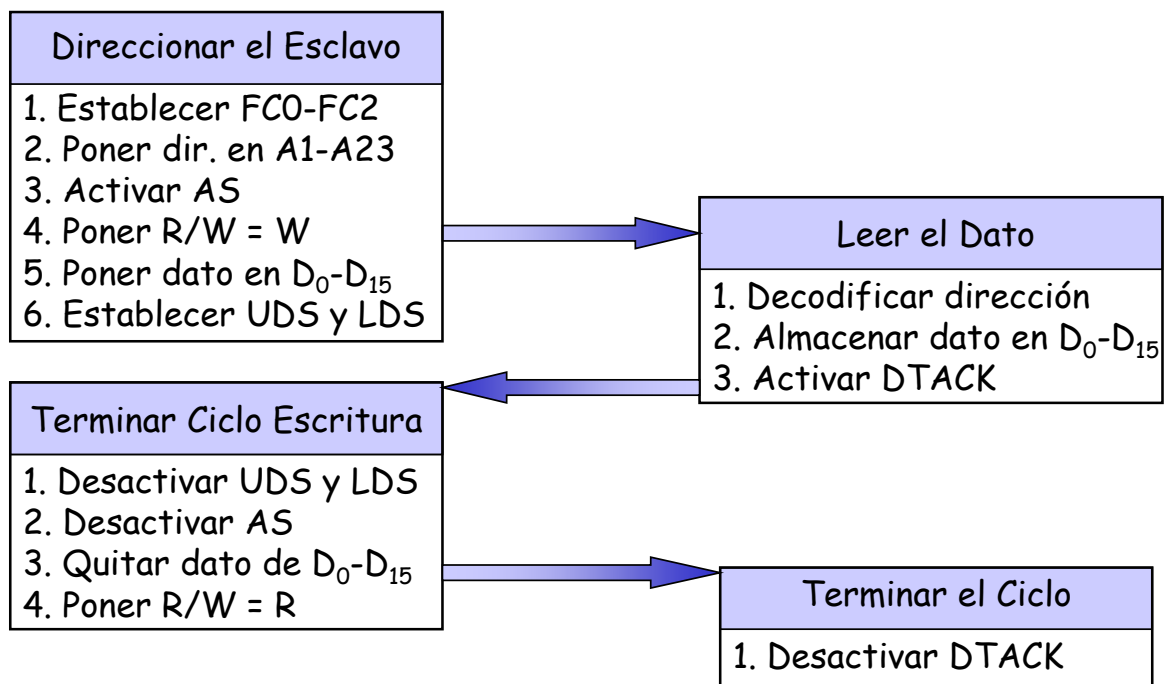 Direccionar el Esclavo
1. Establecer FC0-FC2
2. Poner dir. en A1-A23
3. Activar AS
4. Poner R/W = W
5. Poner dato en D₀-D₁₅
6. Establecer UDS y LDS
Leer el Dato
1. Decodificar dirección
2. Almacenar dato en D₀-D₁₅
3. Activar DTACK
Terminar Ciclo Escritura
1. Desactivar UDS y LDS
2. Desactivar AS
3. Quitar dato de D₀-D₁₅
4. Poner R/W = R
Terminar el Ciclo
1. Desactivar DTACK